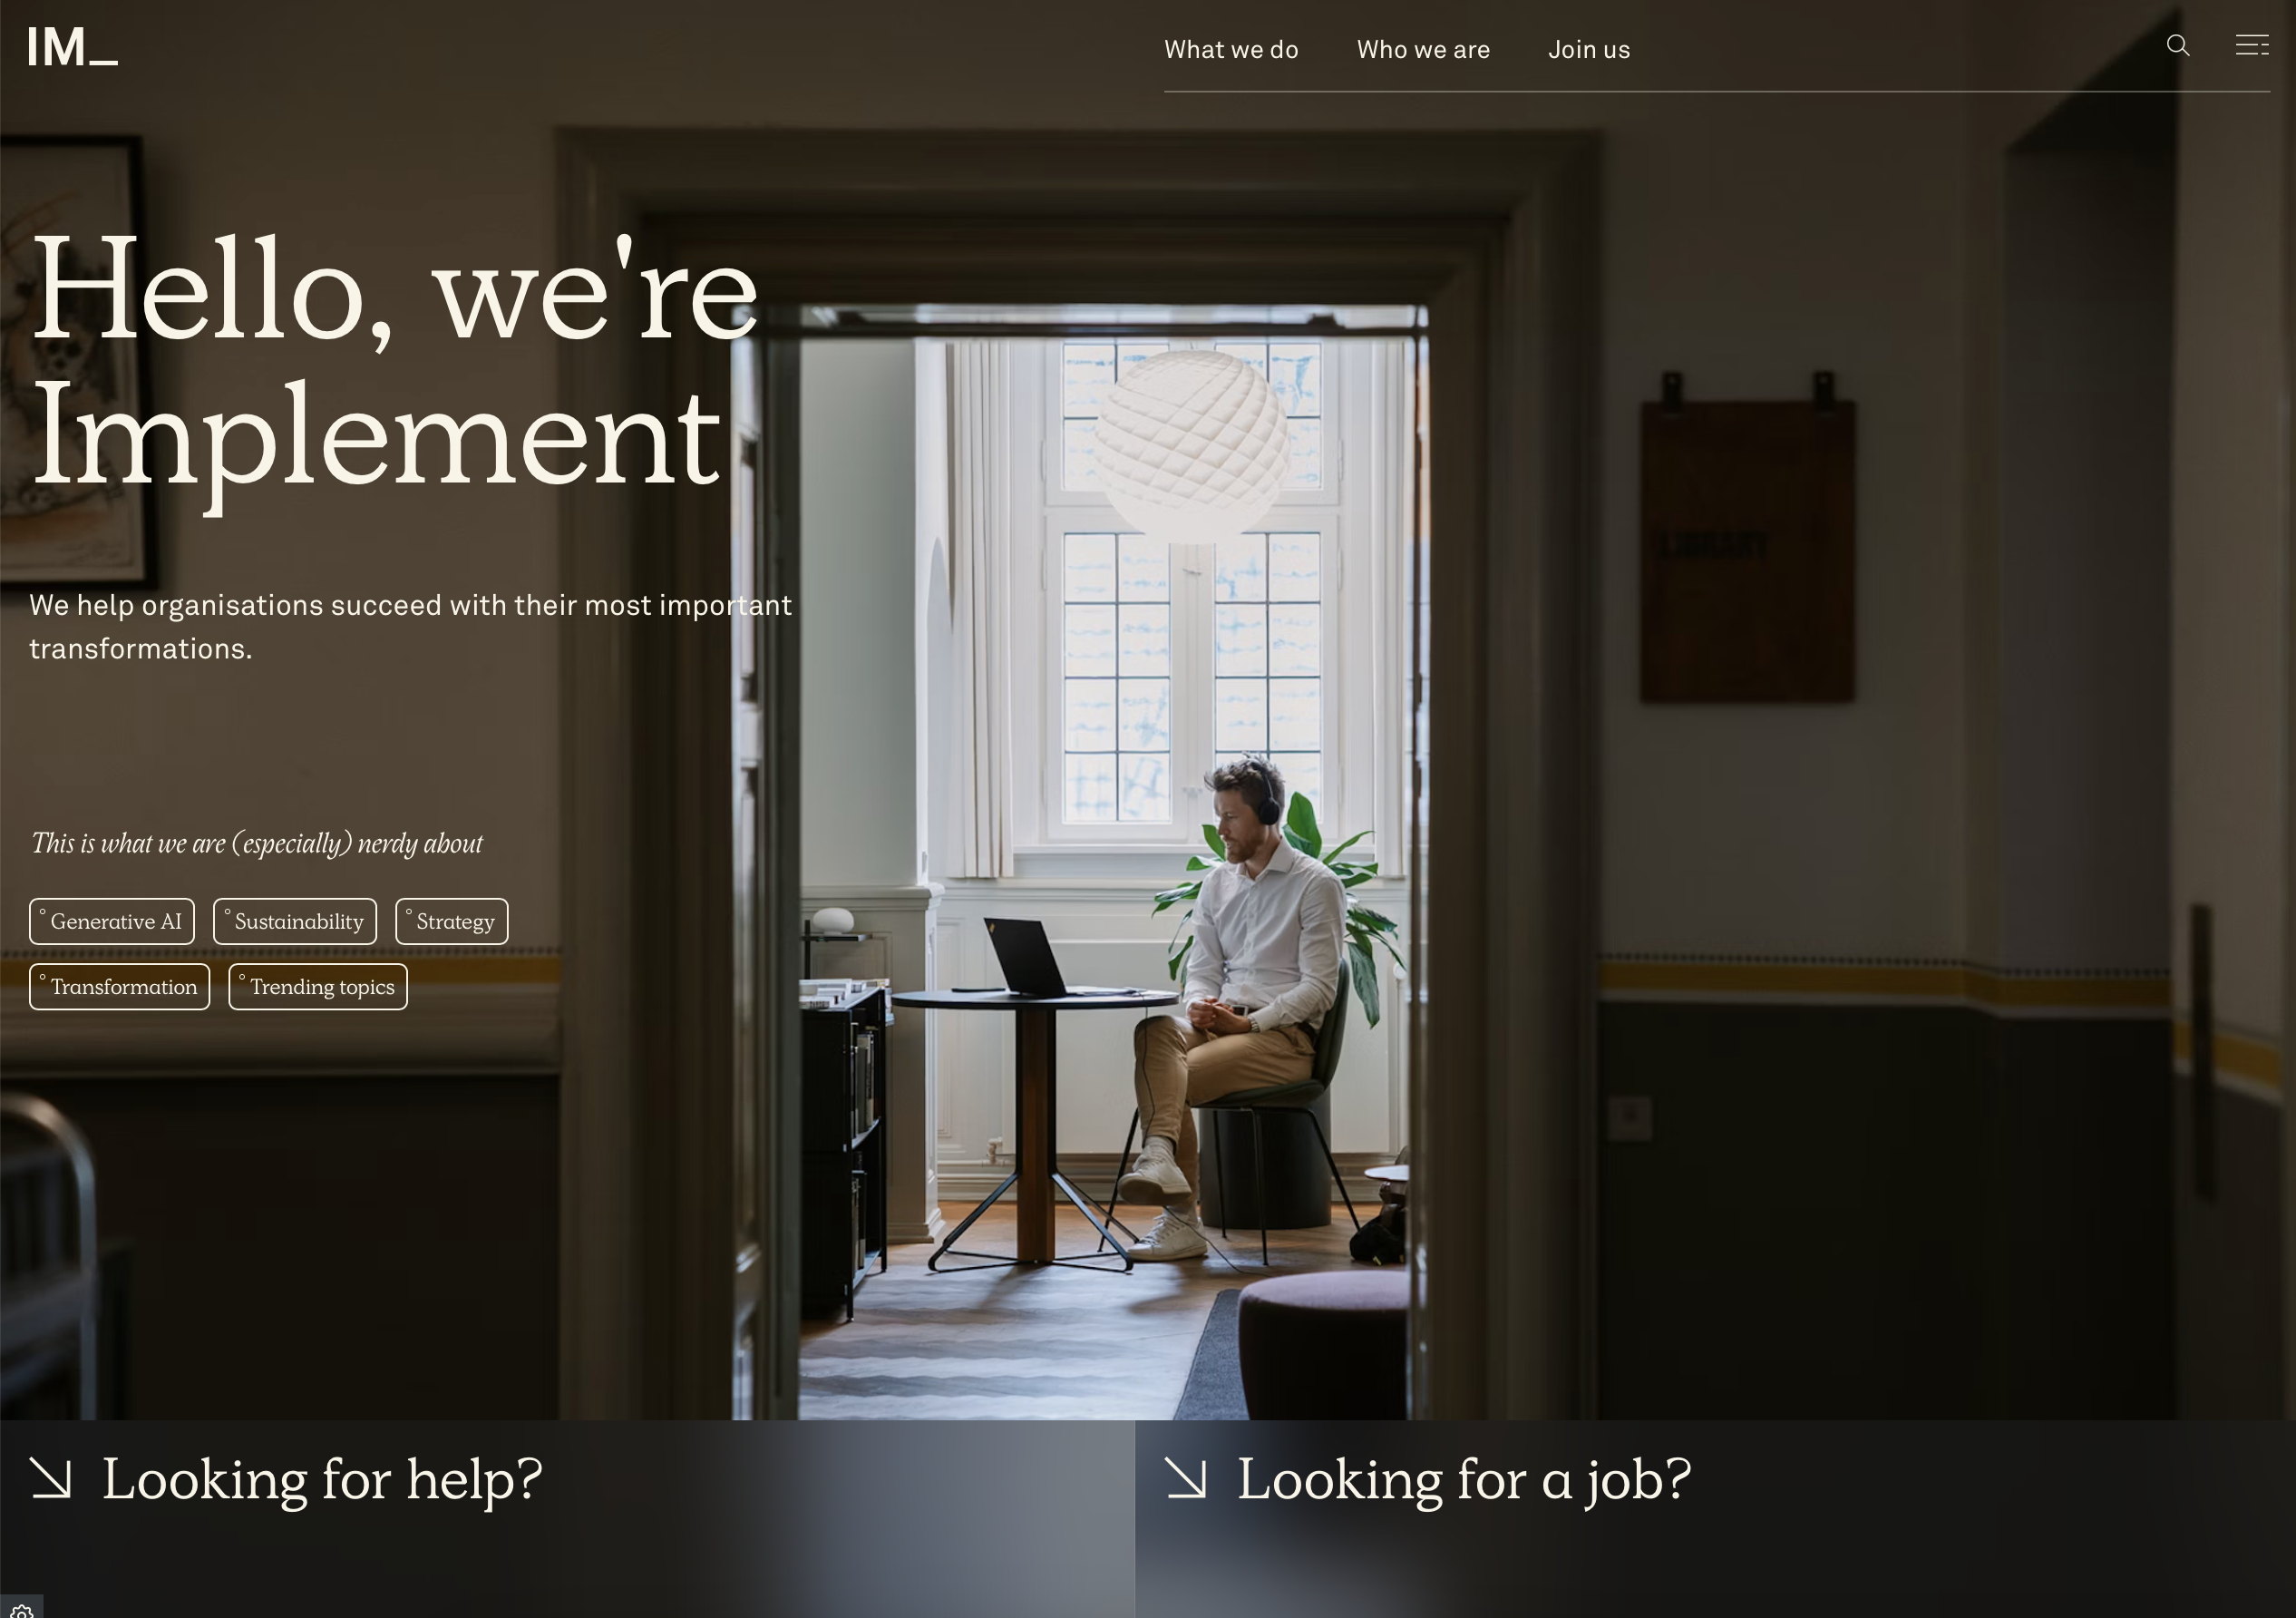 IM_
What we do
Who we are
Join us
Hello, we're
Implement
We help organisations succeed with their most important
transformations.
LIBRARY
This is what we are (especially) nerdy about
° Generative AI
° Sustainability
° Strategy
° Transformation
° Trending topics
Looking for help?
Looking for a job?